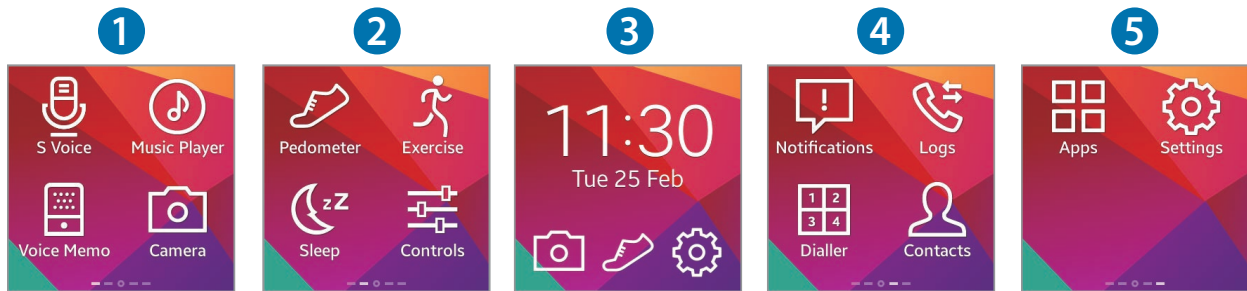 1 2 3 4 5
S Voice Music Player
Voice Memo Camera
Pedometer Exercise
zZ
Sleep Controls
11:30
Tue 25 Feb
!
Notifications Logs
1 2
3 4
Dialler Contacts
Apps Settings